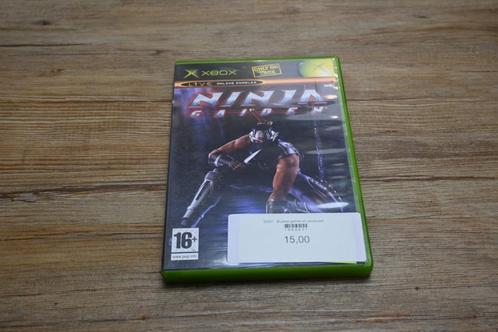 XBOX
ONLY ON
XBOX
LIVE ONLINE ENABLED
NINJA
GAIDEN
16+
www.pegi.info
15,00